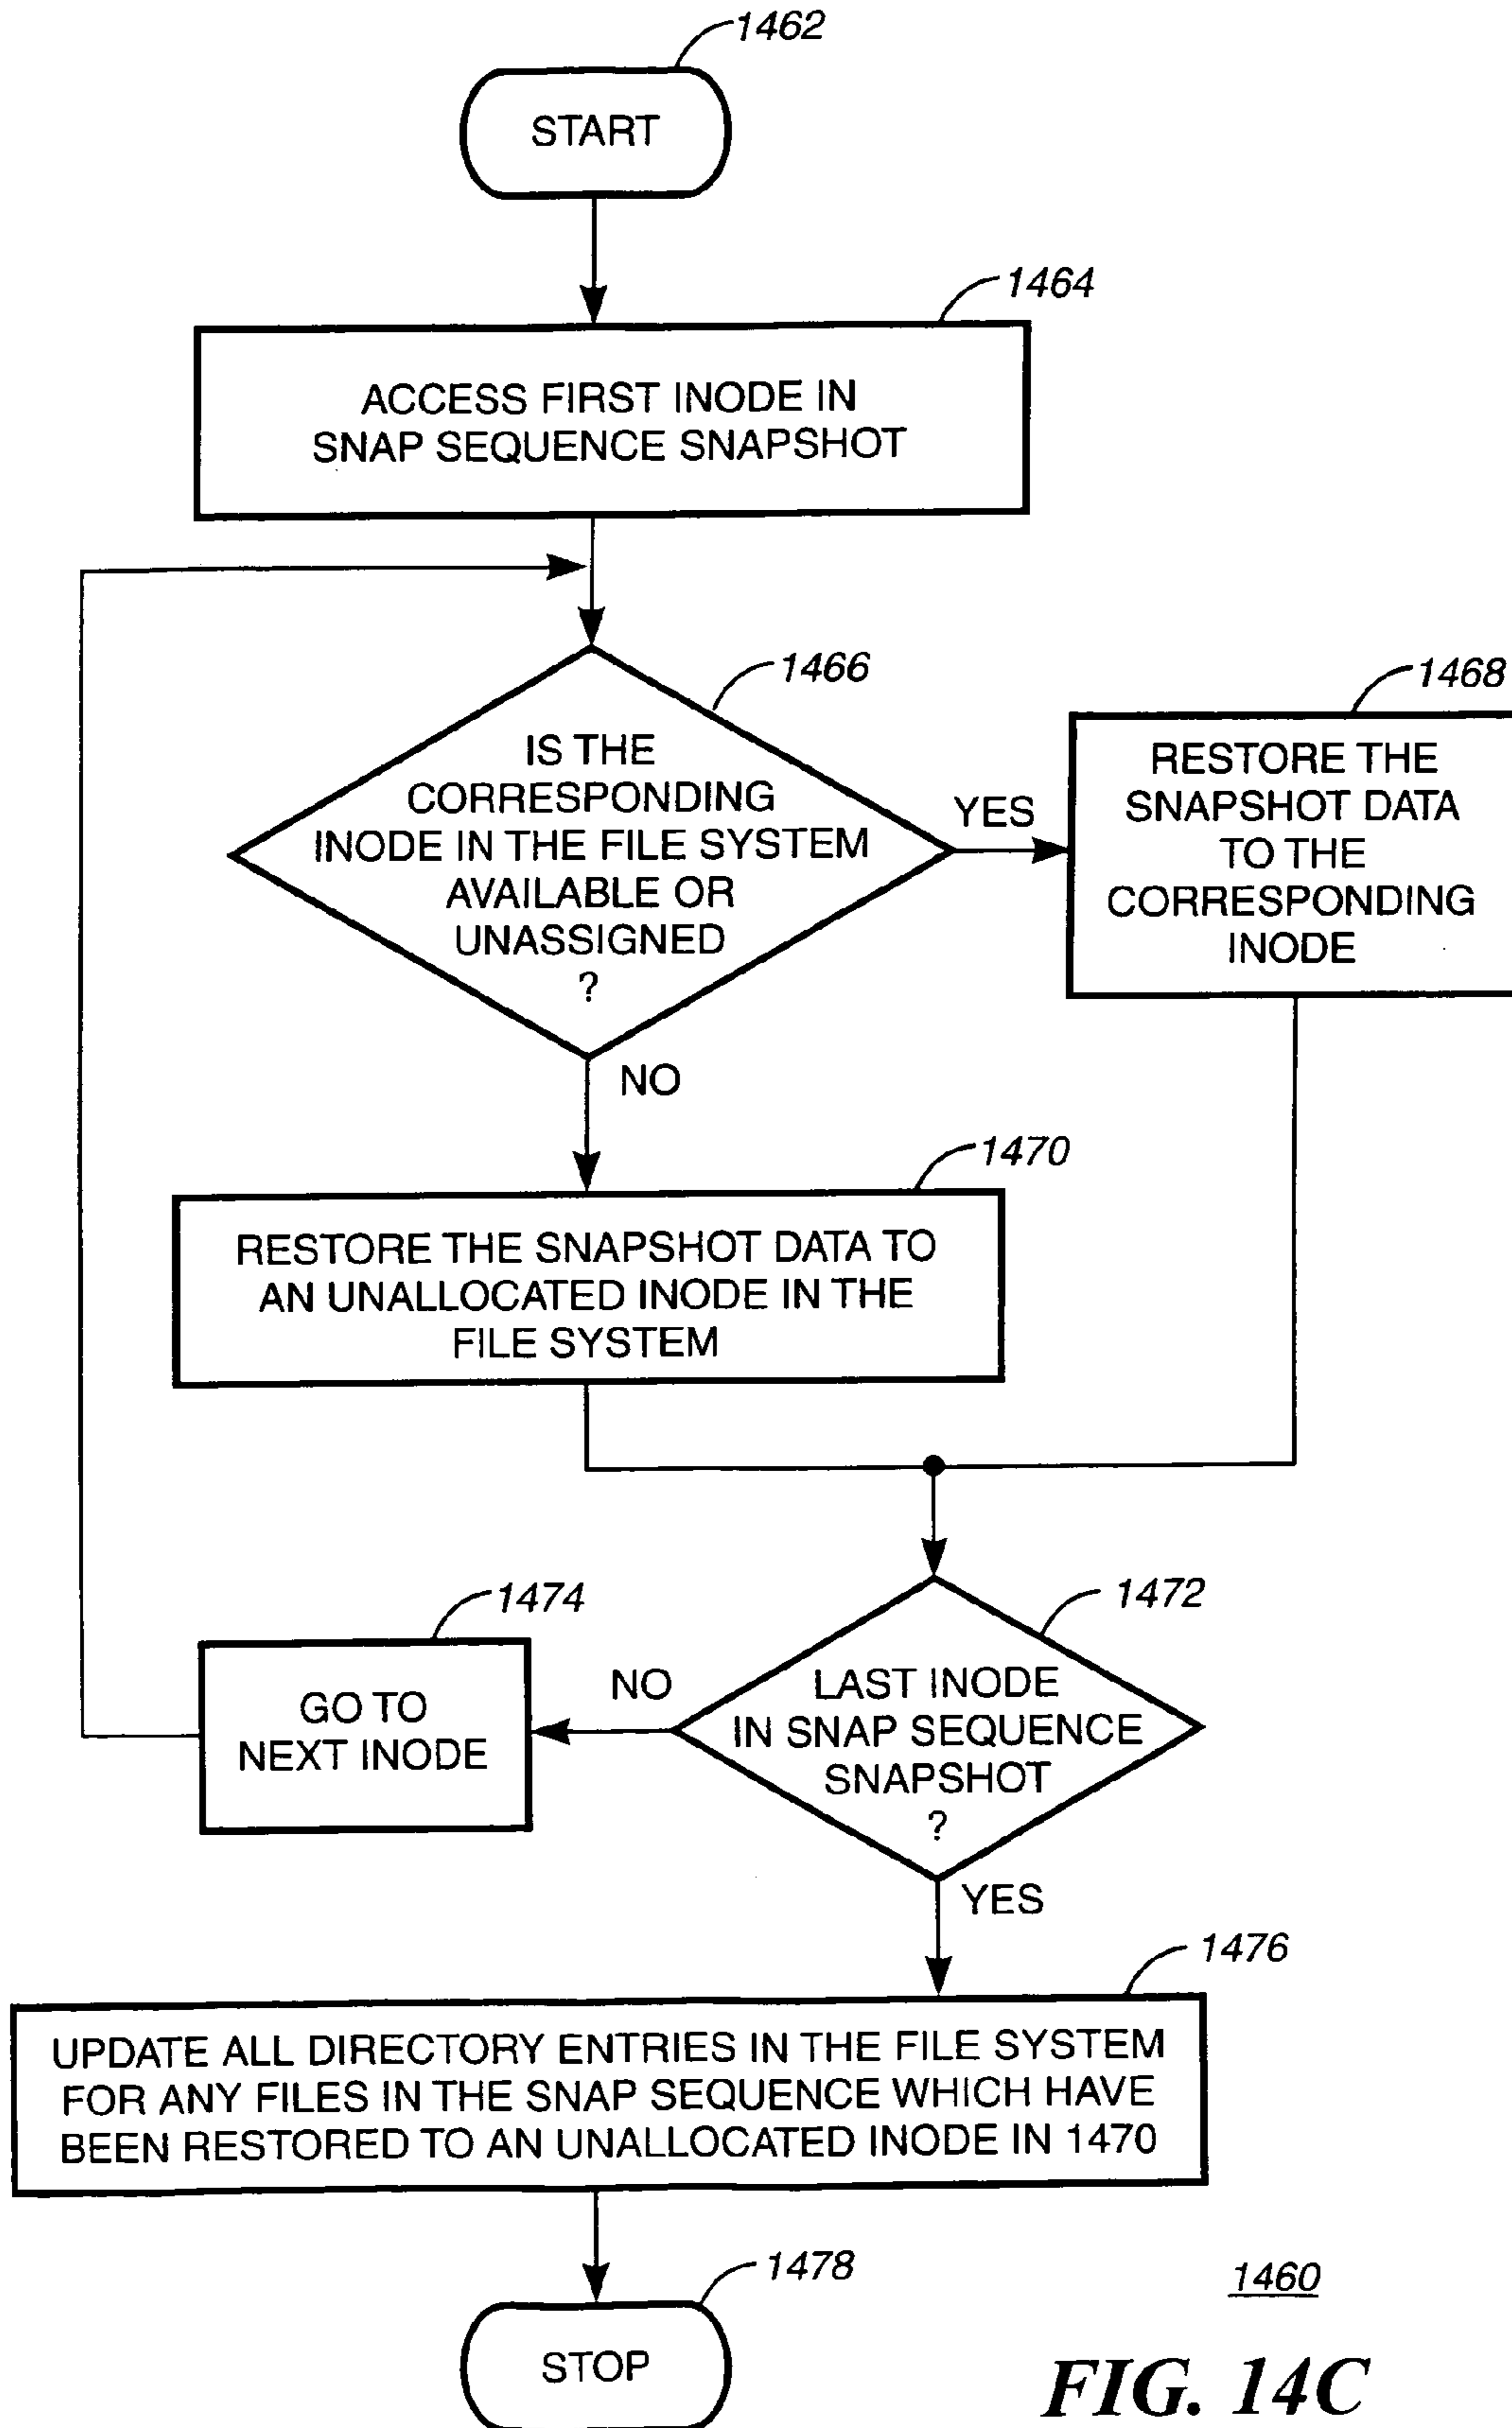 1462
START
1464
ACCESS FIRST INODE IN
SNAP SEQUENCE SNAPSHOT
1466
IS THE
CORRESPONDING
INODE IN THE FILE SYSTEM
AVAILABLE OR
UNASSIGNED
?
YES
1468
RESTORE THE
SNAPSHOT DATA
TO THE
CORRESPONDING
INODE
NO
1470
RESTORE THE SNAPSHOT DATA TO
AN UNALLOCATED INODE IN THE
FILE SYSTEM
1472
LAST INODE
IN SNAP SEQUENCE
SNAPSHOT
?
NO
1474
GO TO
NEXT INODE
YES
1476
UPDATE ALL DIRECTORY ENTRIES IN THE FILE SYSTEM
FOR ANY FILES IN THE SNAP SEQUENCE WHICH HAVE
BEEN RESTORED TO AN UNALLOCATED INODE IN 1470
1478
STOP
1460
FIG. 14C